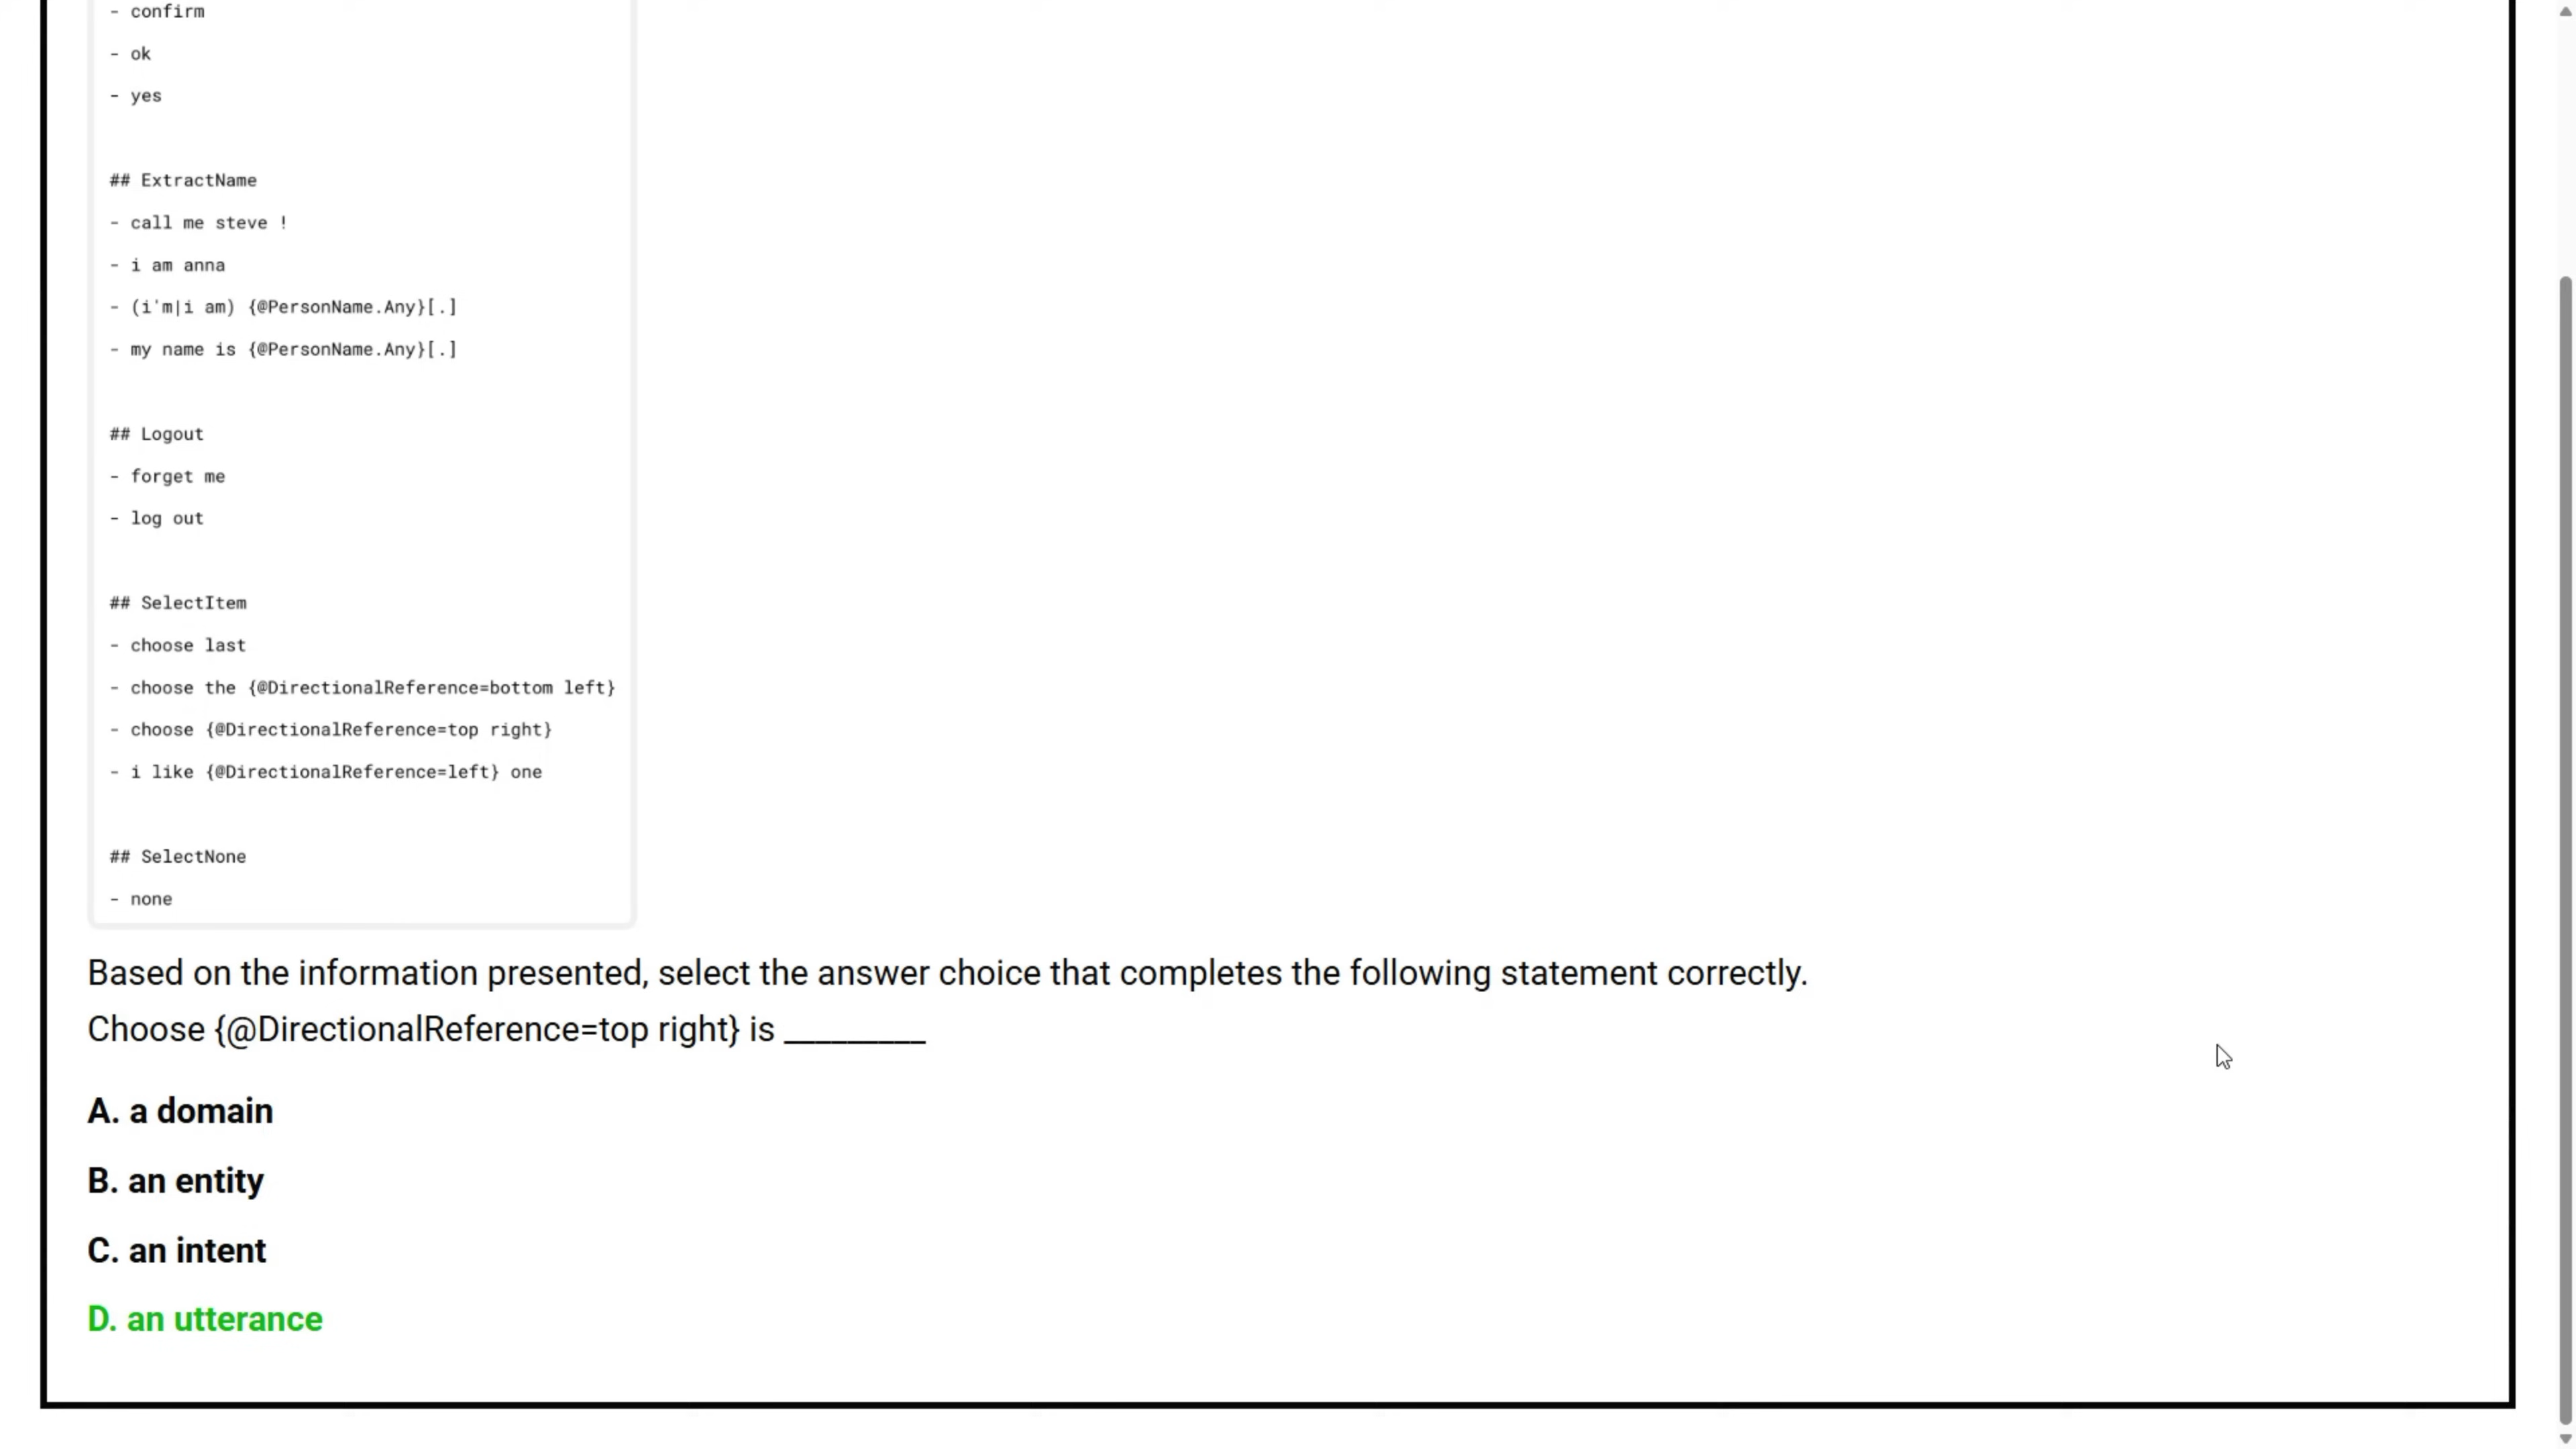 - confirm
- ok
- yes
## ExtractName
- call me steve !
- i am anna
- (i'm|i am) {@PersonName.Any}[.]
- my name is {@PersonName.Any}[.]
## Logout
- forget me
- log out
## SelectItem
- choose last
- choose the {@DirectionalReference=bottom left}
- choose {@DirectionalReference=top right}
- i like {@DirectionalReference=left} one
## SelectNone
- none
Based on the information presented, select the answer choice that completes the following statement correctly.
Choose {@DirectionalReference=top right} is _________
A. a domain
B. an entity
C. an intent
D. an utterance